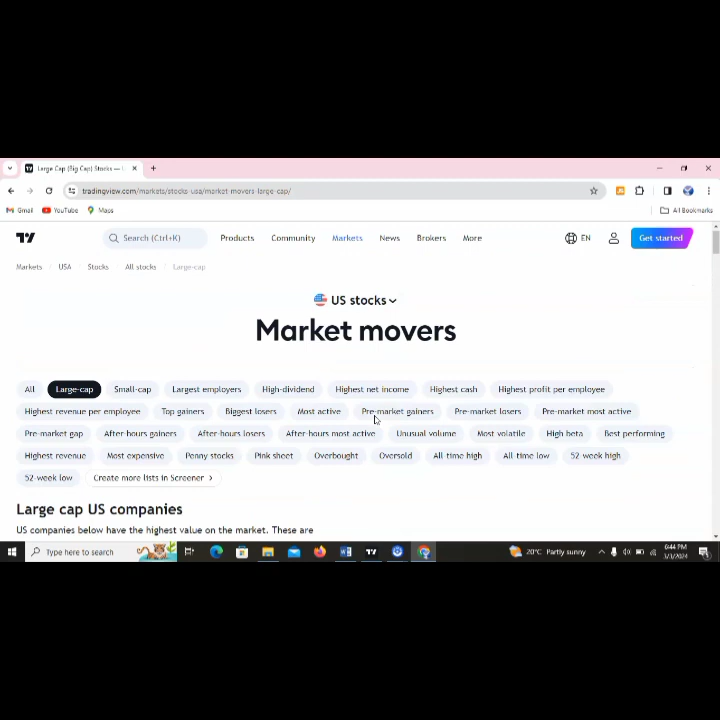 Large Cap (Big Cap) Stocks — 
tradingview.com/markets/stocks-usa/market-movers-large-cap/
Gmail YouTube Maps All Bookmarks
Search (Ctrl+K) Products Community Markets News Brokers More EN Get started
Markets USA Stocks All stocks Large-cap
US stocks
Market movers
All Large-cap Small-cap Largest employers High-dividend Highest net income Highest cash Highest profit per employee
Highest revenue per employee Top gainers Biggest losers Most active Pre-market gainers Pre-market losers Pre-market most active
Pre-market gap After-hours gainers After-hours losers After-hours most active Unusual volume Most volatile High beta Best performing
Highest revenue Most expensive Penny stocks Pink sheet Overbought Oversold All-time high All-time low 52-week high
52-week low Create more lists in Screener
Large cap US companies
US companies below have the highest value on the market. These are
Type here to search 20°C Partly sunny 6:44 PM
3/3/2024